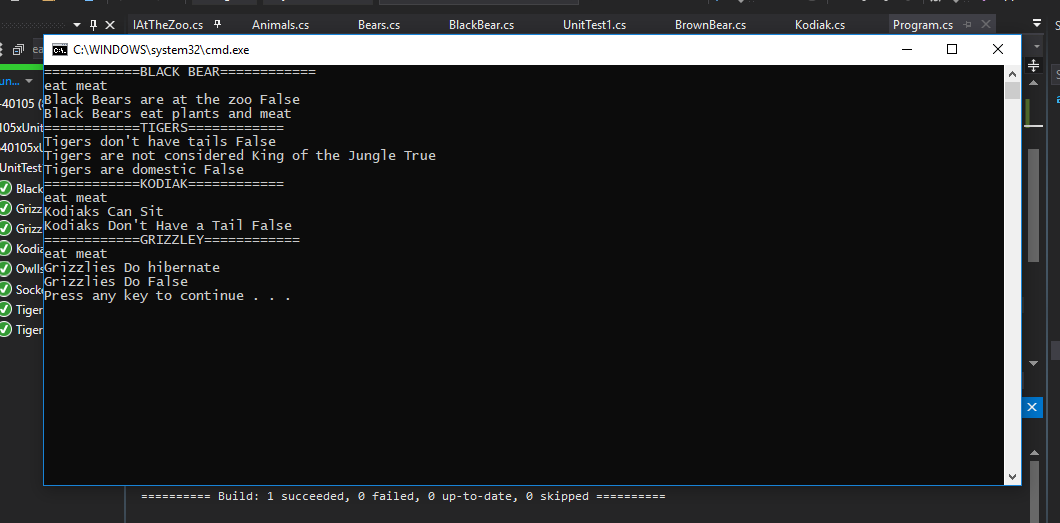 IAtTheZoo.cs Animals.cs Bears.cs BlackBear.cs UnitTest1.cs BrownBear.cs Kodiak.cs Program.cs
C:\WINDOWS\system32\cmd.exe
============BLACK BEAR============
eat meat
Black Bears are at the zoo False
Black Bears eat plants and meat
============TIGERS============
Tigers don't have tails False
Tigers are not considered King of the Jungle True
Tigers are domestic False
============KODIAK============
eat meat
Kodiaks Can Sit
Kodiaks Don't Have a Tail False
============GRIZZLEY============
eat meat
Grizzlies Do hibernate
Grizzlies Do False
Press any key to continue . . .
ea
un...
-40105 (
105xUnit
40105xU
UnitTest
Black
Grizz
Grizz
Kodia
Owlls
Socke
Tiger
Tiger
========== Build: 1 succeeded, 0 failed, 0 up-to-date, 0 skipped ==========